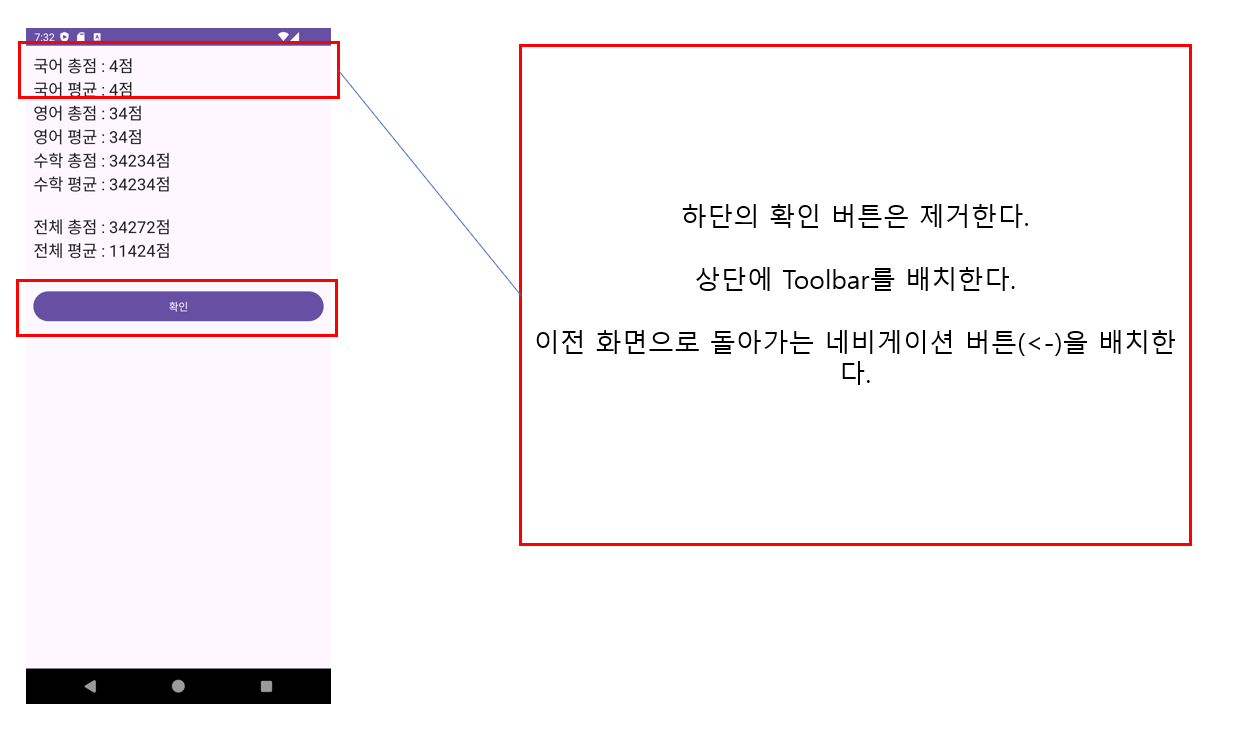 7:32
국어 총점 : 4점
국어 평균 : 4점
영어 총점 : 34점
영어 평균 : 34점
수학 총점 : 34234점
수학 평균 : 34234점
전체 총점 : 34272점
전체 평균 : 11424점
확인
하단의 확인 버튼은 제거한다.
상단에 Toolbar를 배치한다.
이전 화면으로 돌아가는 네비게이션 버튼(<-)을 배치한
다.